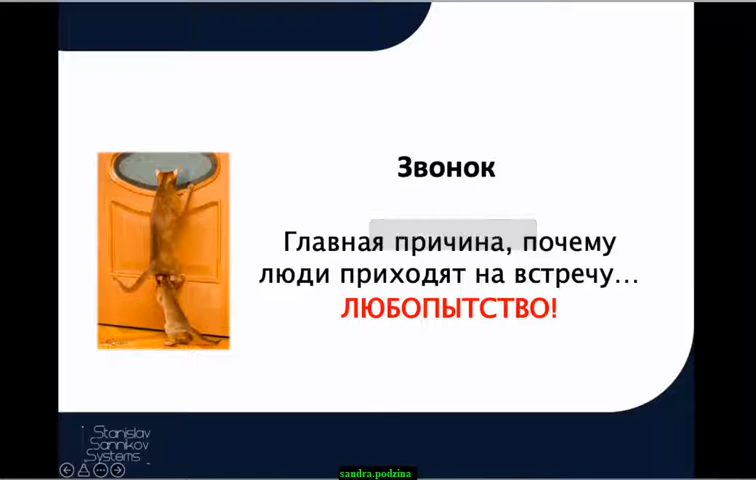 Звонок
Главная причина, почему
люди приходят на встречу...
ЛЮБОПЫТСТВО!
Stanislav
Sannikov
Systems
sandra.podzina